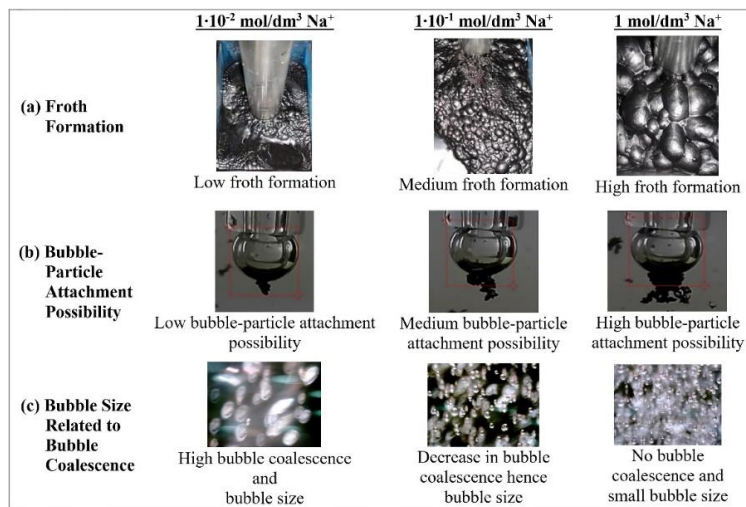 1·10⁻² mol/dm³ Na⁺
1·10⁻¹ mol/dm³ Na⁺
1 mol/dm³ Na⁺
(a) Froth
Formation
Low froth formation
Medium froth formation
High froth formation
(b) Bubble-
Particle
Attachment
Possibility
Low bubble-particle attachment
possibility
Medium bubble-particle
attachment possibility
High bubble-particle
attachment possibility
(c) Bubble Size
Related to
Bubble
Coalescence
High bubble coalescence
and
bubble size
Decrease in bubble
coalescence hence
bubble size
No bubble
coalescence and
small bubble size